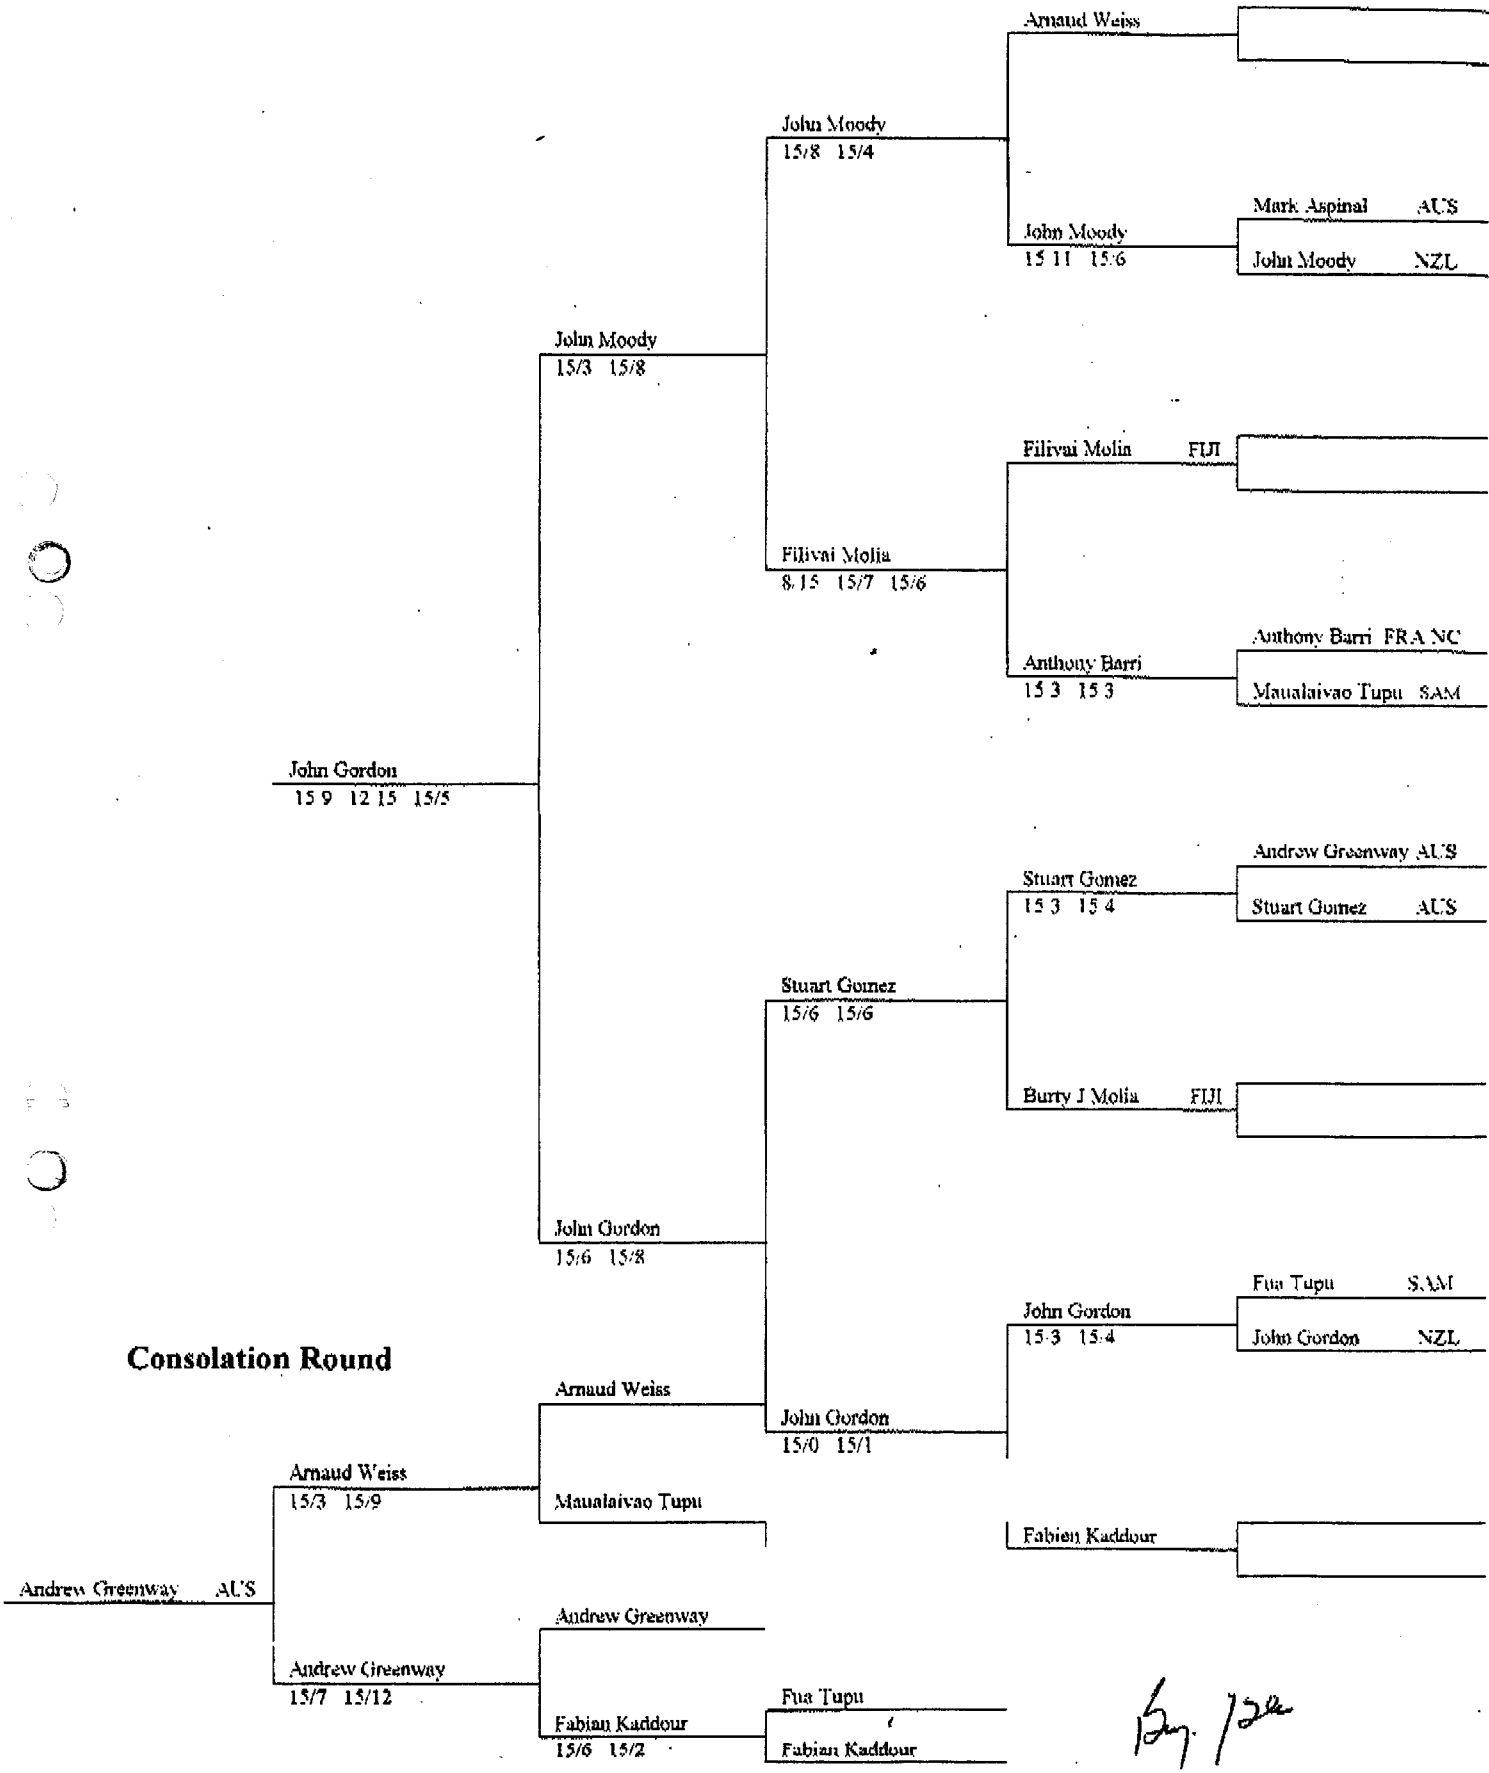 Arnaud Weiss
John Moody
15/8 15/4
Mark Aspinal AUS
John Moody
15 11 15/6
John Moody NZL
John Moody
15/3 15/8
Filivai Molia FIJI
Filivai Molia
8/15 15/7 15/6
Anthony Barri FRA NC
Anthony Barri
15 3 15 3
Maualaivao Tupu SAM
John Gordon
15 9 12 15 15/5
Andrew Greenway AUS
Stuart Gomez
15 3 15 4
Stuart Gomez AUS
Stuart Gomez
15/6 15/6
Burty J Molia FIJI
John Gordon
15/6 15/8
Fua Tupu SAM
John Gordon
15/3 15/4
John Gordon NZL
Consolation Round
Arnaud Weiss
John Gordon
15/0 15/1
Arnaud Weiss
15/3 15/9
Maualaivao Tupu
Fabien Kaddour
Andrew Greenway AUS
Andrew Greenway
Andrew Greenway
15/7 15/12
Fua Tupu
Fabian Kaddour
15/6 15/2
Fabian Kaddour